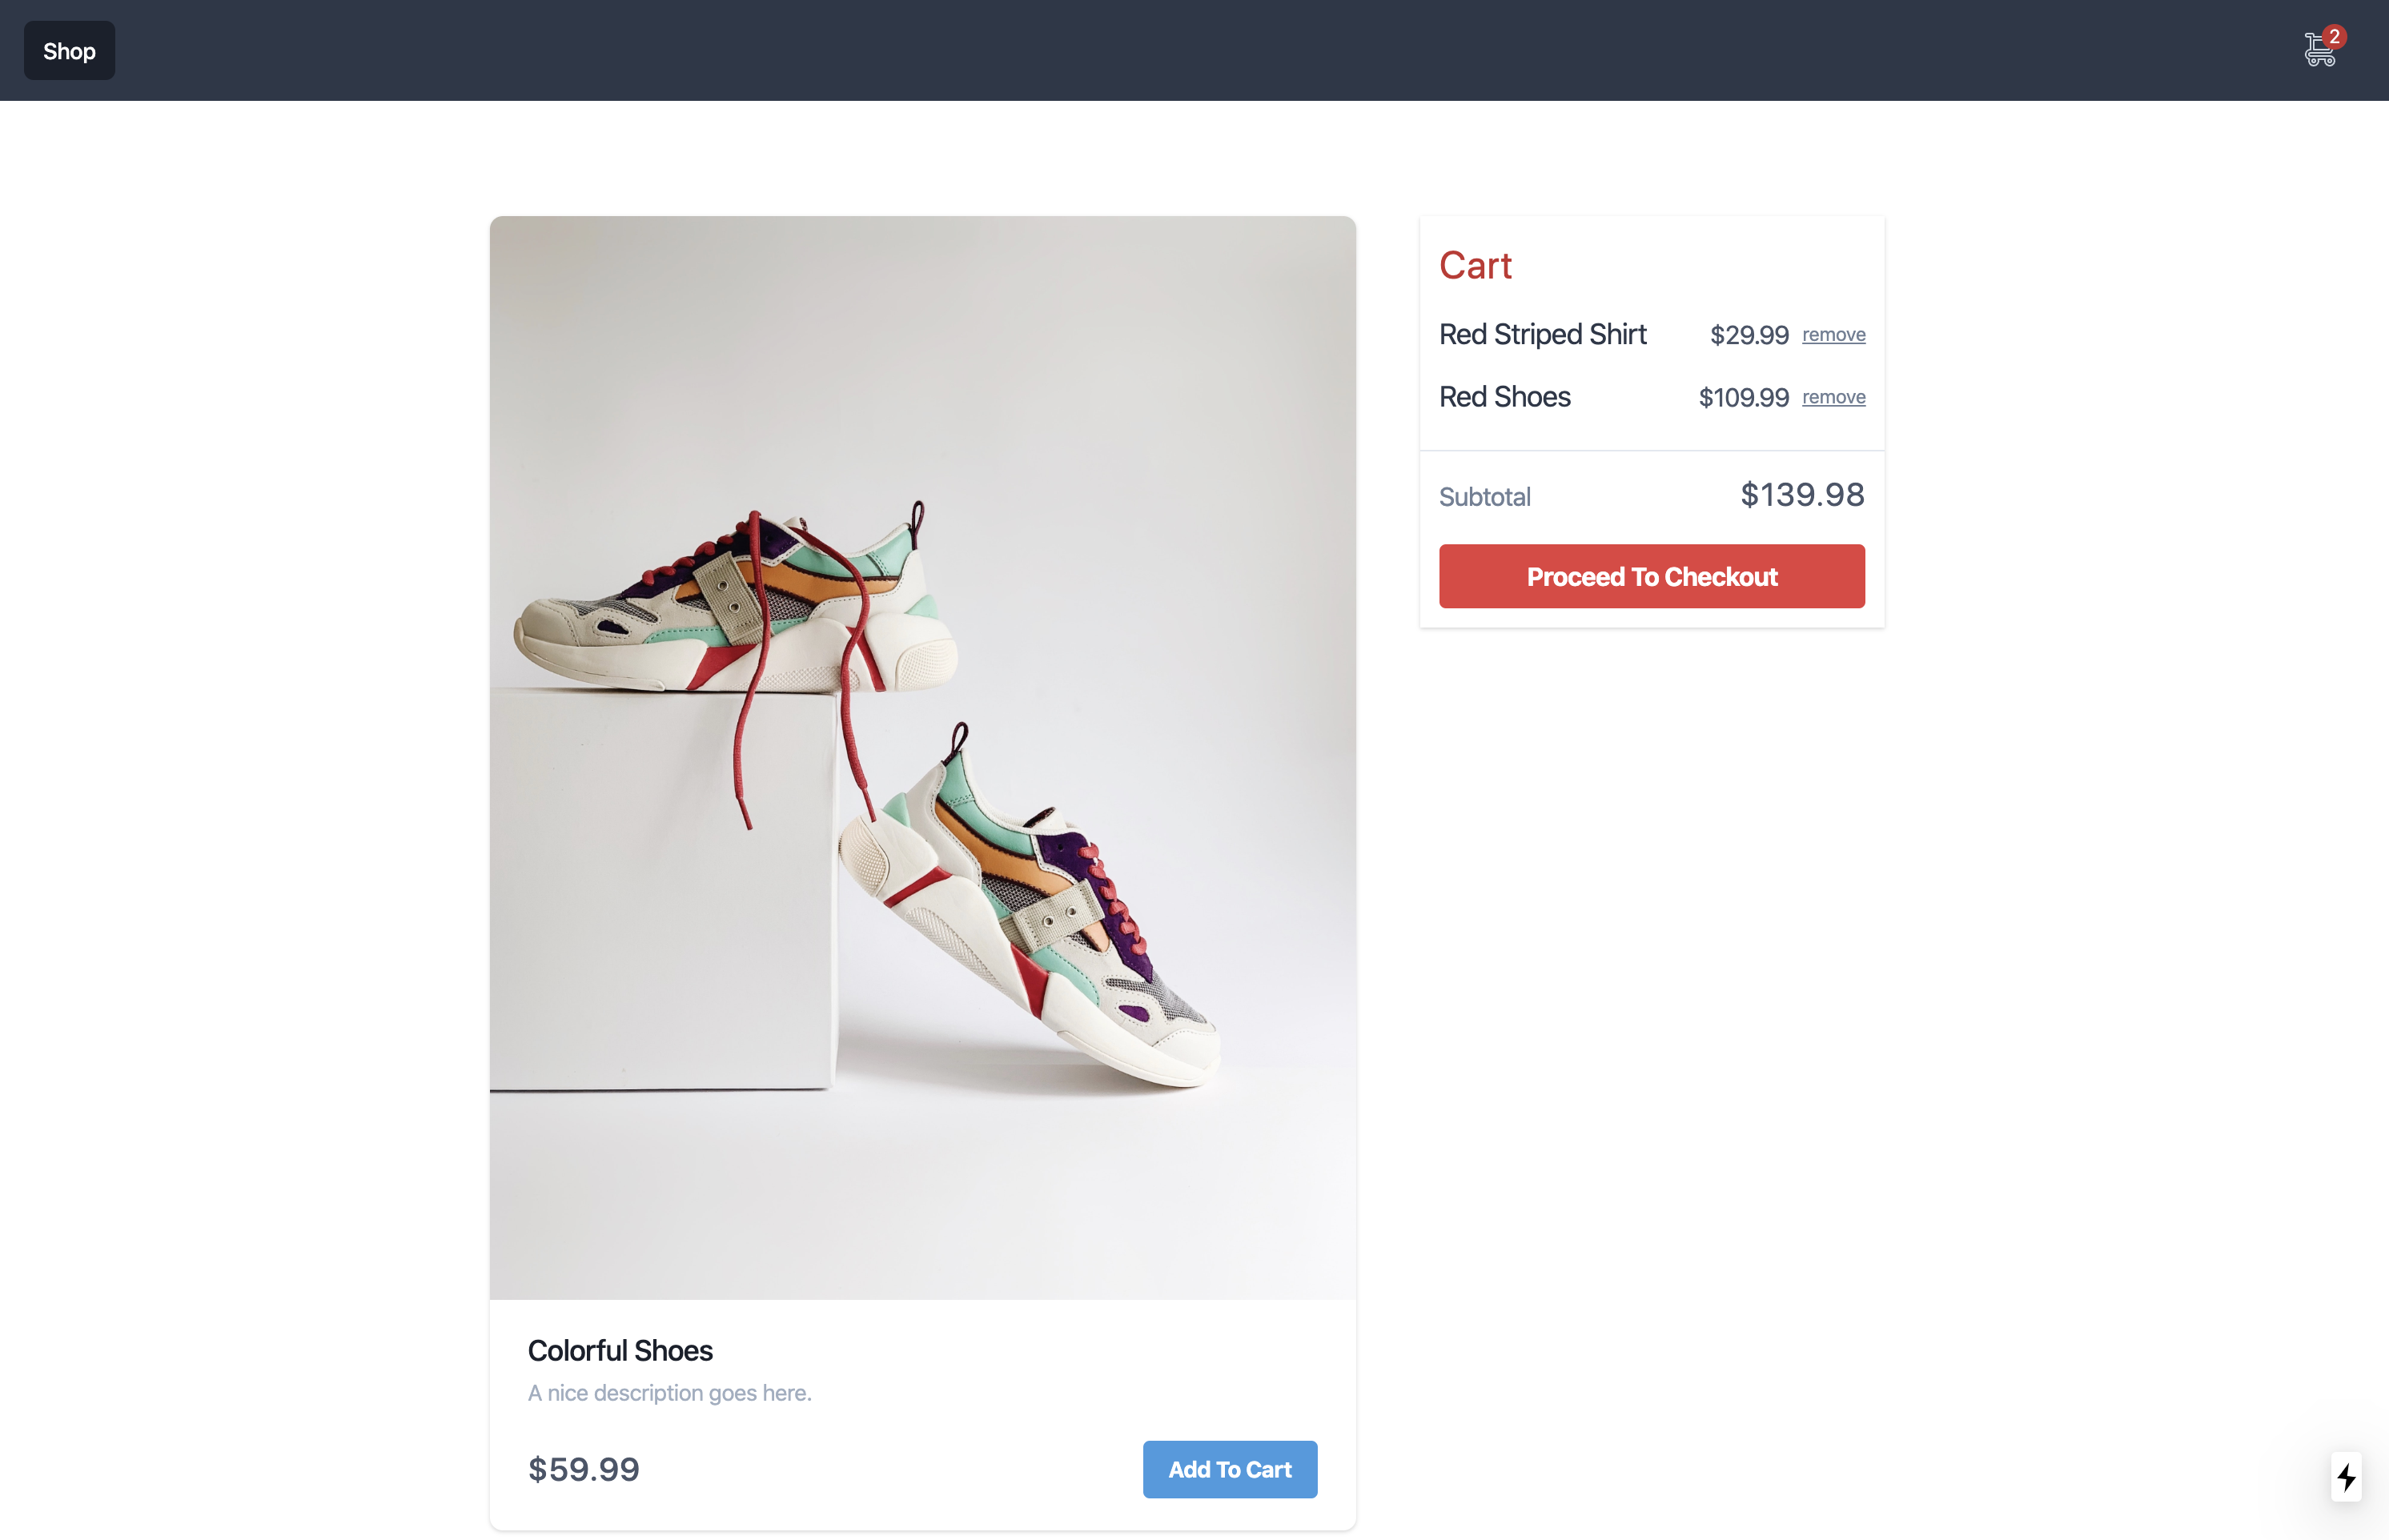 Shop
2
Cart
Red Striped Shirt $29.99 remove
Red Shoes $109.99 remove
Subtotal $139.98
Proceed To Checkout
Colorful Shoes
A nice description goes here.
$59.99 Add To Cart